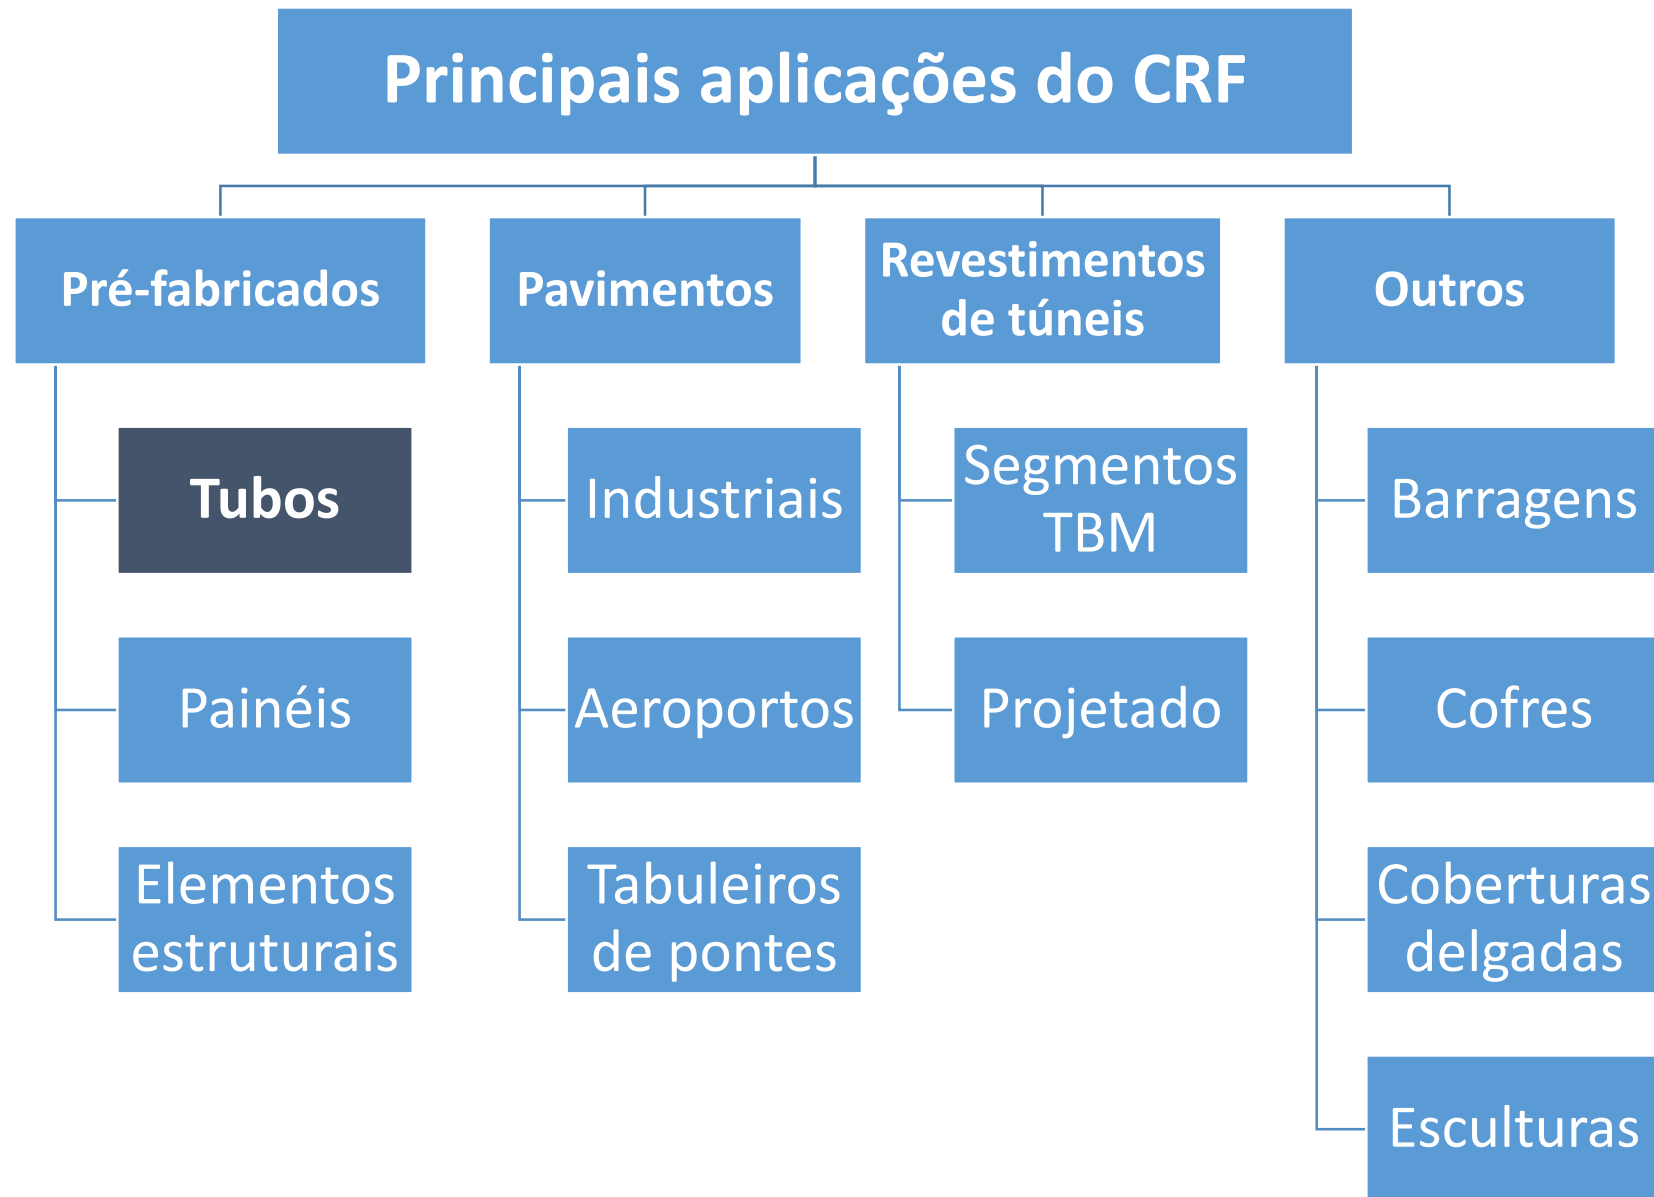 Principais aplicações do CRF
Pré-fabricados
Tubos
Painéis
Elementos
estruturais
Pavimentos
Industriais
Aeroportos
Tabuleiros
de pontes
Revestimentos
de túneis
Segmentos
TBM
Projetado
Outros
Barragens
Cofres
Coberturas
delgadas
Esculturas